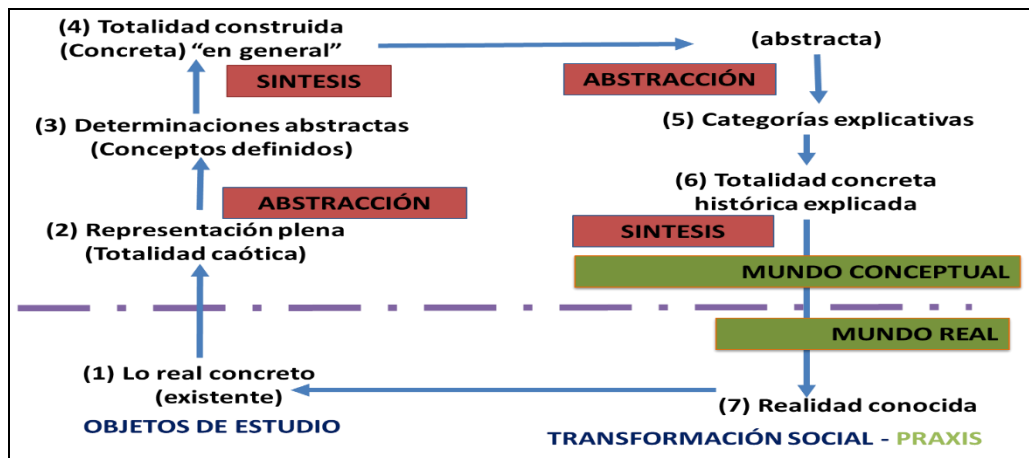 (4) Totalidad construida
(Concreta) “en general”
SINTESIS
(3) Determinaciones abstractas
(Conceptos definidos)
ABSTRACCIÓN
(2) Representación plena
(Totalidad caótica)
(1) Lo real concreto
(existente)
OBJETOS DE ESTUDIO
(abstracta)
ABSTRACCIÓN
(5) Categorías explicativas
(6) Totalidad concreta
histórica explicada
SINTESIS
MUNDO CONCEPTUAL
MUNDO REAL
(7) Realidad conocida
TRANSFORMACIÓN SOCIAL - PRAXIS